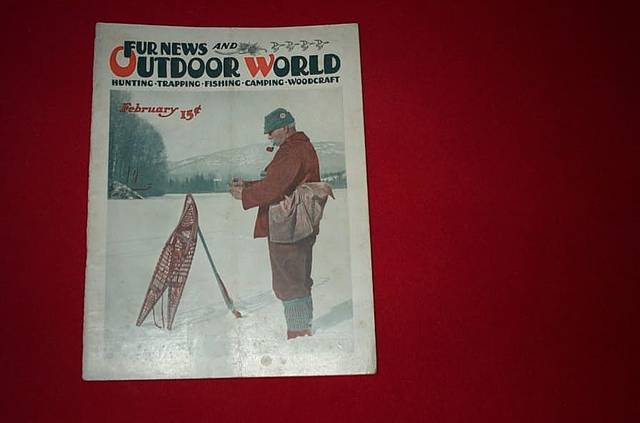 FUR NEWS AND
OUTDOOR WORLD
HUNTING·TRAPPING·FISHING·CAMPING·WOODCRAFT
February 15¢